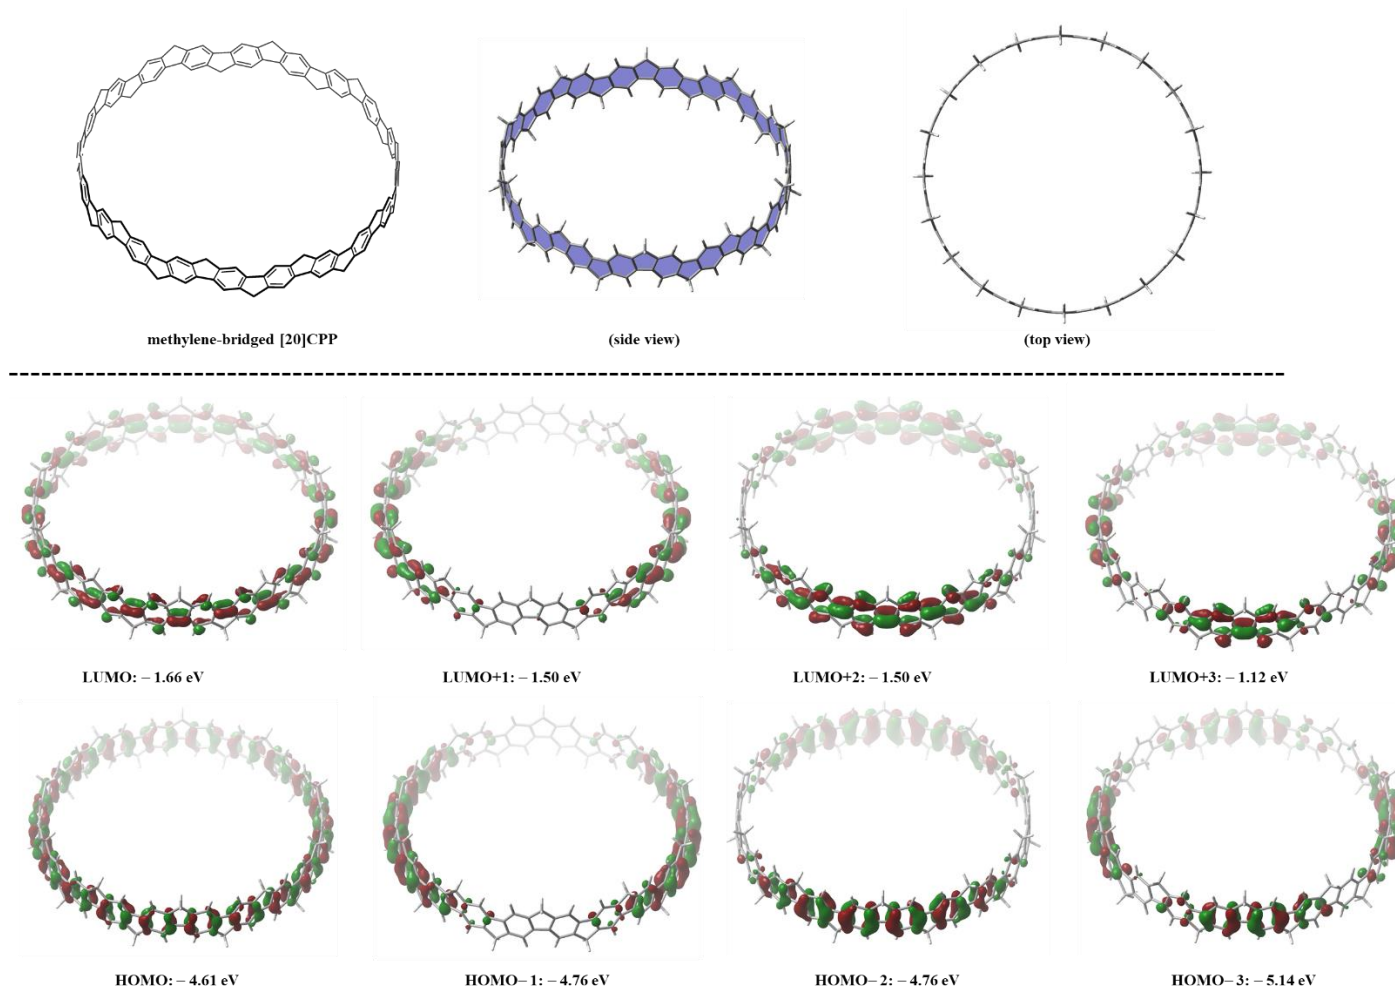 methylene-bridged [20]CPP
(side view)
(top view)
LUMO: – 1.66 eV
LUMO+1: – 1.50 eV
LUMO+2: – 1.50 eV
LUMO+3: – 1.12 eV
HOMO: – 4.61 eV
HOMO– 1: – 4.76 eV
HOMO– 2: – 4.76 eV
HOMO– 3: – 5.14 eV